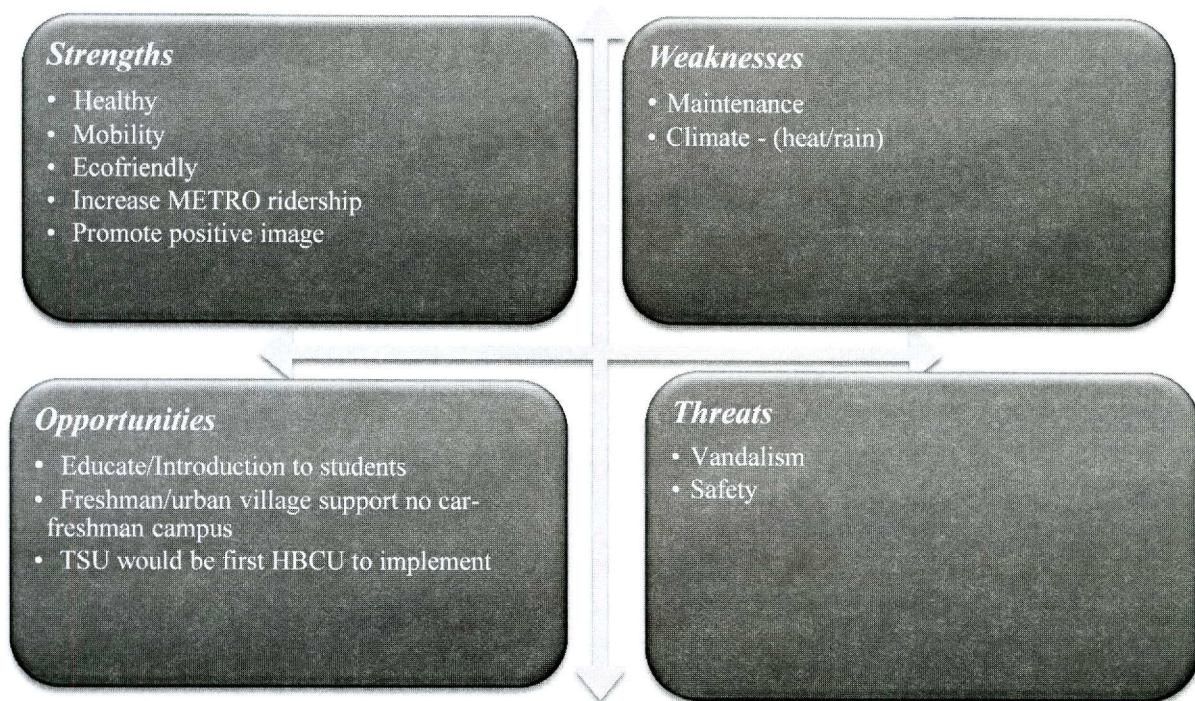 Strengths
• Healthy
• Mobility
• Ecofriendly
• Increase METRO ridership
• Promote positive image
Weaknesses
• Maintenance
• Climate - (heat/rain)
Opportunities
• Educate/Introduction to students
• Freshman/urban village support no car-
freshman campus
• TSU would be first HBCU to implement
Threats
• Vandalism
• Safety